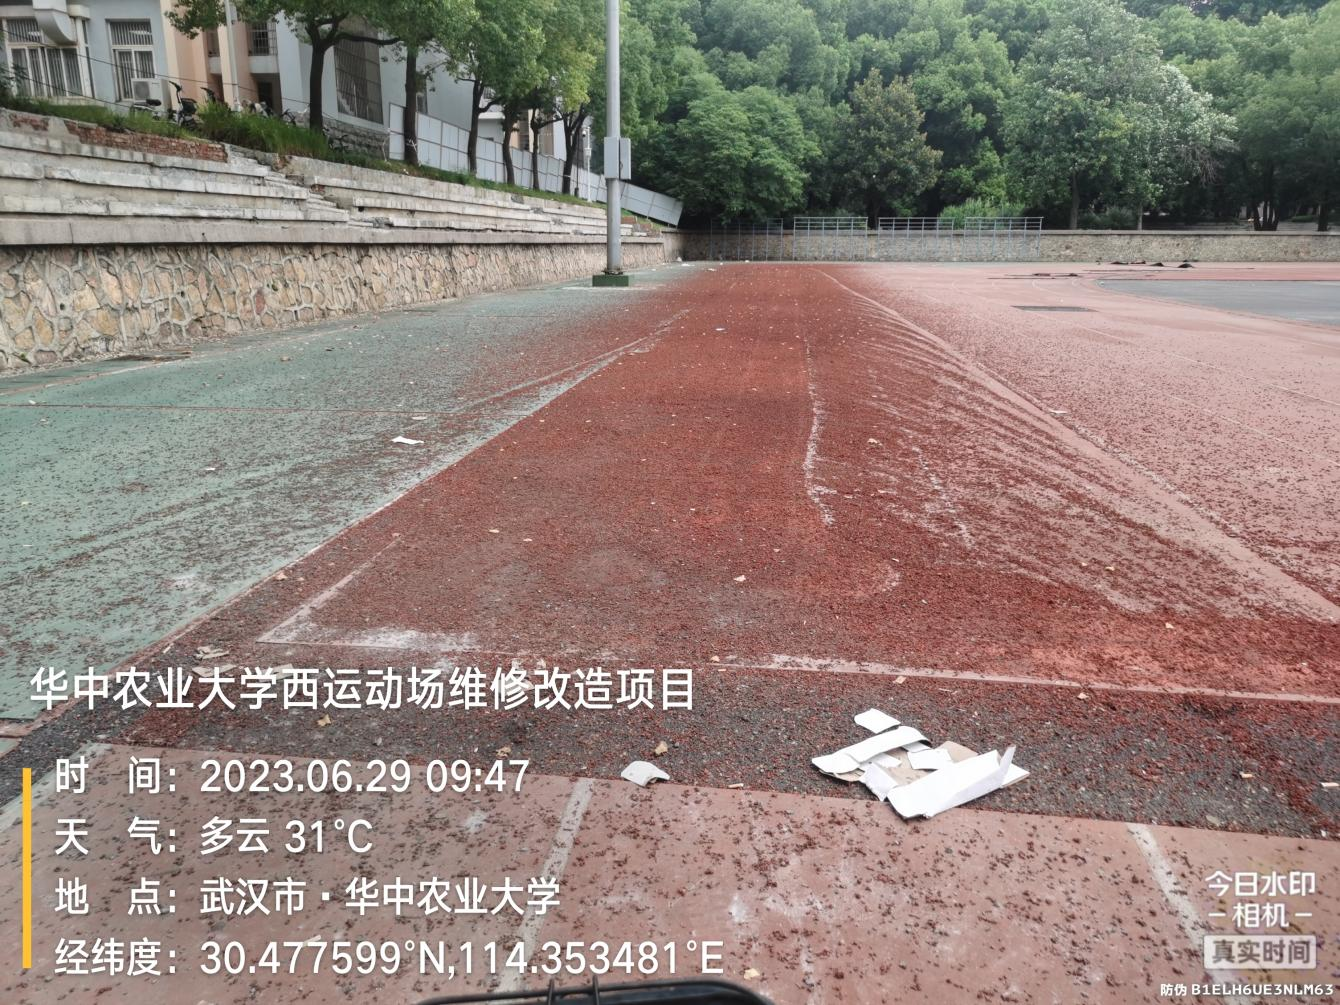 华中农业大学西运动场维修改造项目
时 间：2023.06.29 09:47
天 气：多云 31°C
地 点：武汉市·华中农业大学
经纬度：30.477599°N,114.353481°E
今日水印
-相机-
真实时间
防伪 B1ELH6UE3NLM63